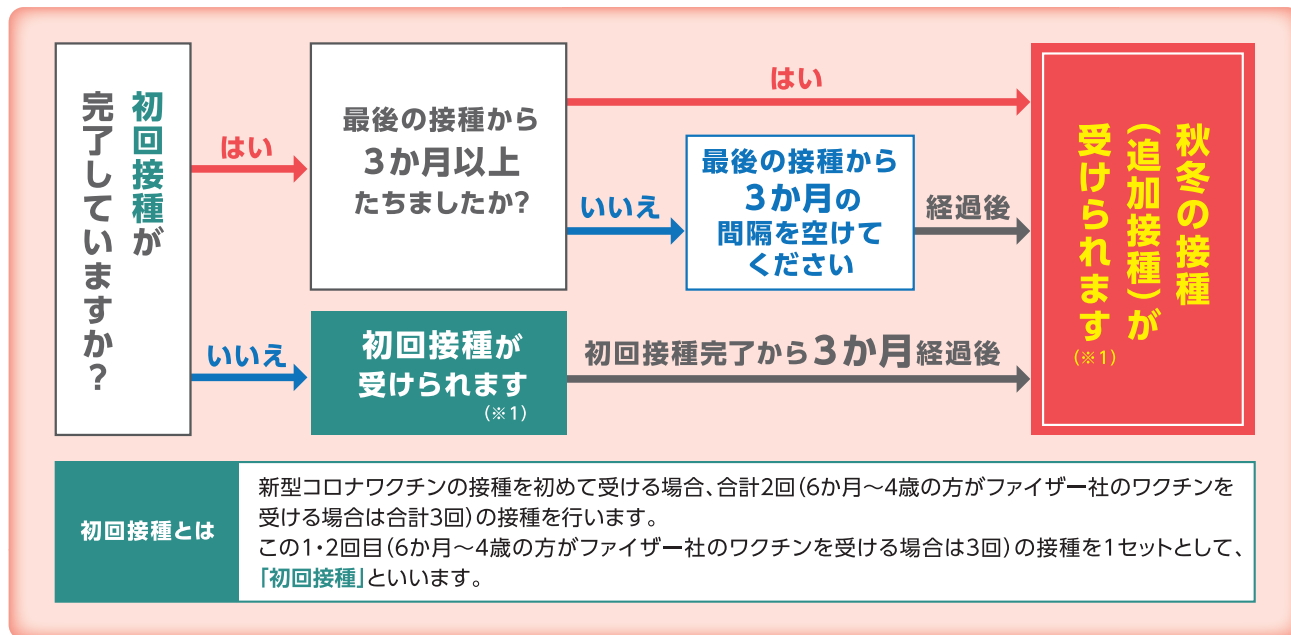 初回接種が
完了していますか？
はい
いいえ
最後の接種から
3か月以上
たちましたか？
はい
いいえ
最後の接種から
3か月の
間隔を空けて
ください
経過後
初回接種が
受けられます
（※1）
初回接種完了から3か月経過後
秋冬の接種
（追加接種）が
受けられます
（※1）
初回接種とは
新型コロナワクチンの接種を初めて受ける場合、合計2回（6か月～4歳の方がファイザー社のワクチンを
受ける場合は合計3回）の接種を行います。
この1・2回目（6か月～4歳の方がファイザー社のワクチンを受ける場合は3回）の接種を1セットとして、
「初回接種」といいます。